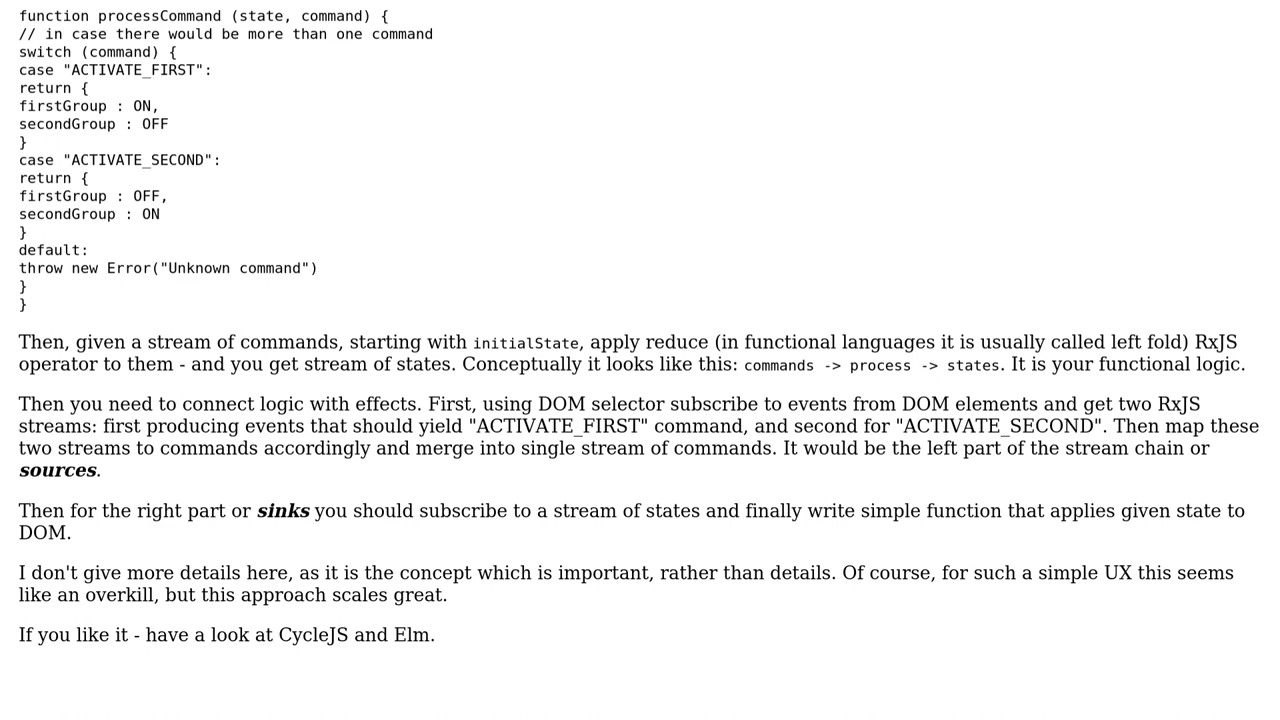 function processCommand (state, command) {
// in case there would be more than one command
switch (command) {
case "ACTIVATE_FIRST":
return {
firstGroup : ON,
secondGroup : OFF
}
case "ACTIVATE_SECOND":
return {
firstGroup : OFF,
secondGroup : ON
}
default:
throw new Error("Unknown command")
}
}
Then, given a stream of commands, starting with initialState, apply reduce (in functional languages it is usually called left fold) RxJS
operator to them - and you get stream of states. Conceptually it looks like this: commands -> process -> states. It is your functional logic.
Then you need to connect logic with effects. First, using DOM selector subscribe to events from DOM elements and get two RxJS
streams: first producing events that should yield "ACTIVATE_FIRST" command, and second for "ACTIVATE_SECOND". Then map these
two streams to commands accordingly and merge into single stream of commands. It would be the left part of the stream chain or
sources.
Then for the right part or sinks you should subscribe to a stream of states and finally write simple function that applies given state to
DOM.
I don't give more details here, as it is the concept which is important, rather than details. Of course, for such a simple UX this seems
like an overkill, but this approach scales great.
If you like it - have a look at CycleJS and Elm.